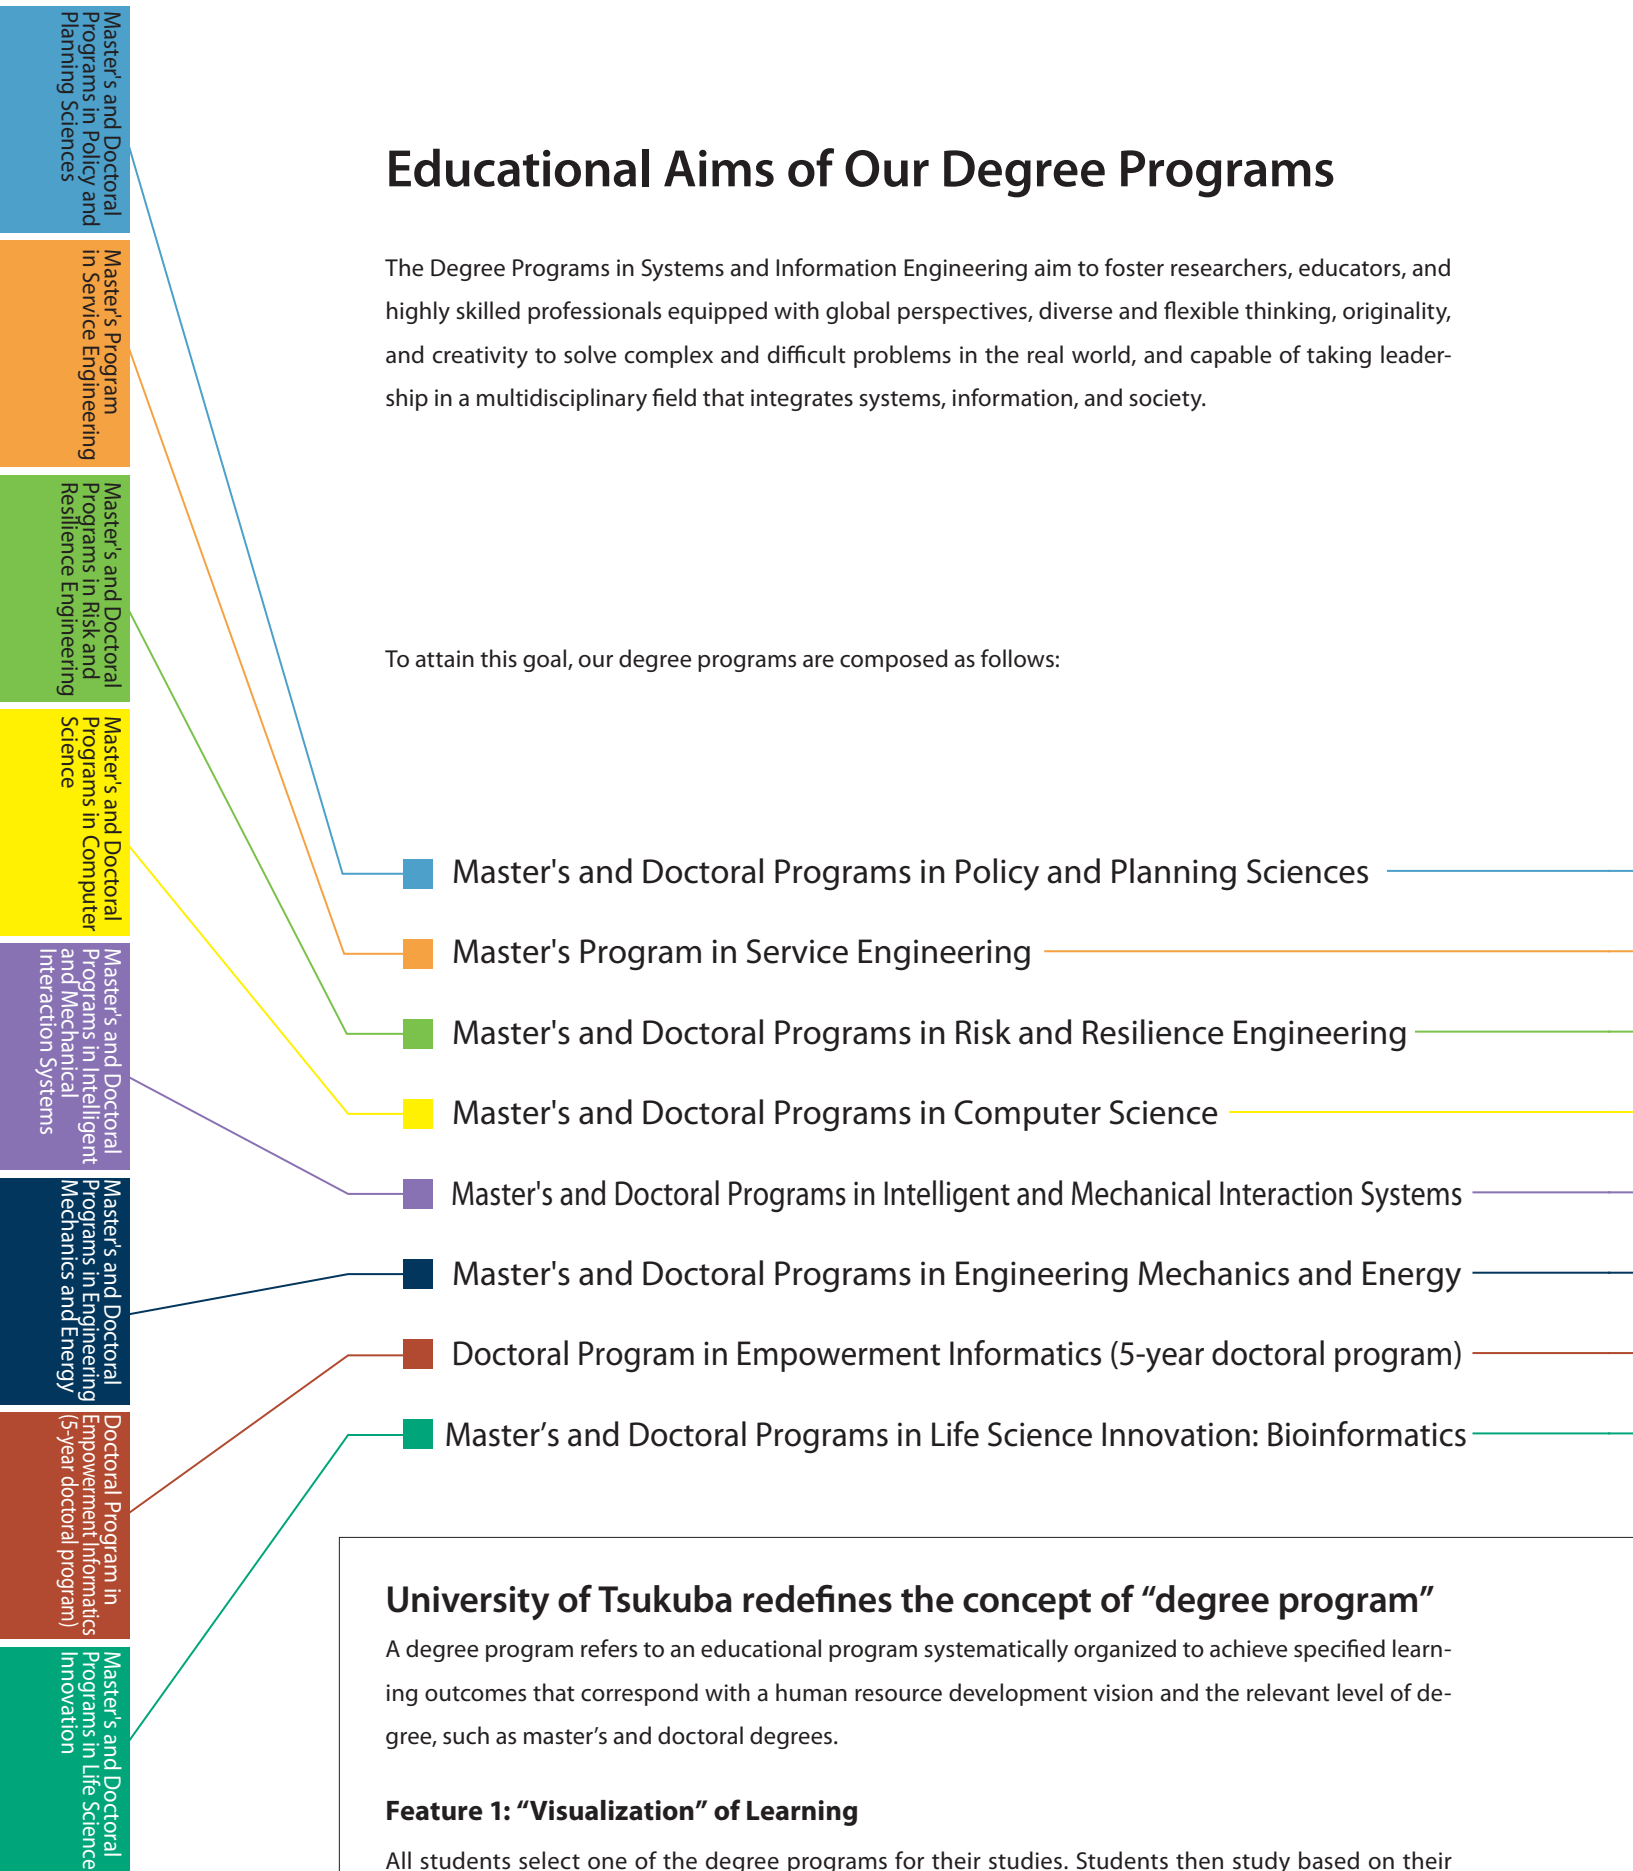 Master's and Doctoral
Programs in Policy and
Planning Sciences
Master's Program
in Service Engineering
Master's and Doctoral
Programs in Risk and
Resilience Engineering
Master's and Doctoral
Programs in Computer
Science
Master's and Doctoral
Programs in Intelligent
and Mechanical
Interaction Systems
Master's and Doctoral
Programs in Engineering
Mechanics and Energy
Doctoral Program in
Empowerment Informatics
(5-year doctoral program)
Master's and Doctoral
Programs in Life Science
Innovation
Educational Aims of Our Degree Programs
The Degree Programs in Systems and Information Engineering aim to foster researchers, educators, and
highly skilled professionals equipped with global perspectives, diverse and flexible thinking, originality,
and creativity to solve complex and difficult problems in the real world, and capable of taking leader-
ship in a multidisciplinary field that integrates systems, information, and society.
To attain this goal, our degree programs are composed as follows:
Master's and Doctoral Programs in Policy and Planning Sciences
Master's Program in Service Engineering
Master's and Doctoral Programs in Risk and Resilience Engineering
Master's and Doctoral Programs in Computer Science
Master's and Doctoral Programs in Intelligent and Mechanical Interaction Systems
Master's and Doctoral Programs in Engineering Mechanics and Energy
Doctoral Program in Empowerment Informatics (5-year doctoral program)
Master’s and Doctoral Programs in Life Science Innovation: Bioinformatics
University of Tsukuba redefines the concept of “degree program”
A degree program refers to an educational program systematically organized to achieve specified learn-
ing outcomes that correspond with a human resource development vision and the relevant level of de-
gree, such as master’s and doctoral degrees.
Feature 1: “Visualization” of Learning
All students select one of the degree programs for their studies. Students then study based on their